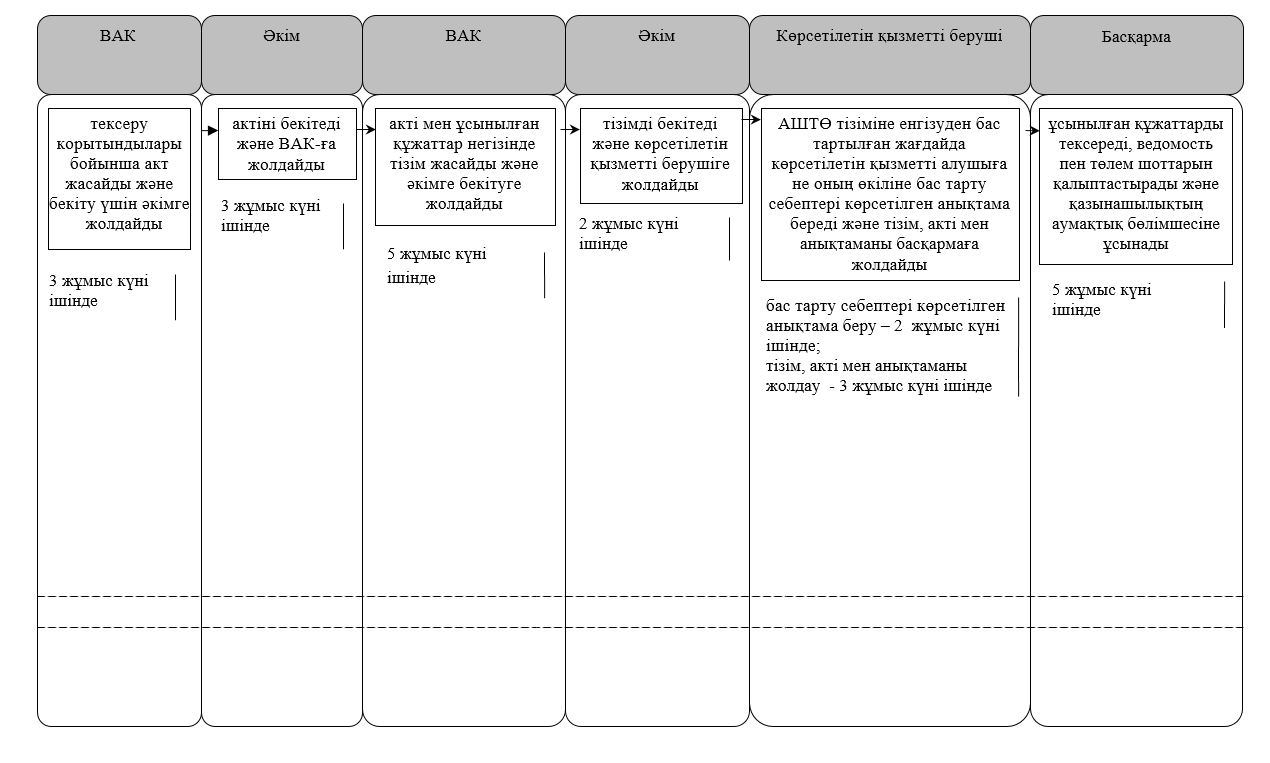 ВАК
Әкім
ВАК
Әкім
Көрсетілетін қызметті беруші
Басқарма
тексеру
корытындылары
бойынша акт
жасайды және
бекіту үшін әкімге
жолдайды
3 жұмыс күні
ішінде
актіні бекітеді
және ВАК-ға
жолдайды
3 жұмыс күні
ішінде
акті мен ұсынылған
құжаттар негізінде
тізім жасайды және
әкімге бекітуге
жолдайды
5 жұмыс күні
ішінде
тізімді бекітеді
және көрсетілетін
қызметті берушіге
жолдайды
2 жұмыс күні
ішінде
АШТӨ тізіміне енгізуден бас
тартылған жағдайда
көрсетілетін қызметті алушыға
не оның өкіліне бас тарту
себептері көрсетілген анықтама
береді және тізім, акті мен
анықтаманы басқармаға
жолдайды
бас тарту себептері көрсетілген
анықтама беру – 2 жұмыс күні
ішінде;
тізім, акті мен анықтаманы
жолдау - 3 жұмыс күні ішінде
ұсынылған құжаттарды
тексереді, ведомость
пен төлем шоттарын
қалыптастырады және
қазынашылықтың
аумақтық бөлімшесіне
ұсынады
5 жұмыс күні
ішінде